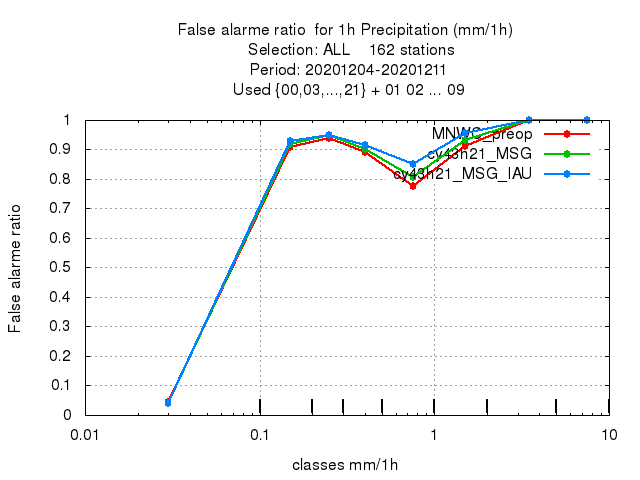 False alarme ratio for 1h Precipitation (mm/1h)
Selection: ALL 162 stations
Period: 20201204-20201211
Used {00,03,...,21} + 01 02 ... 09
MNWC_preop
cy43h21_MSG
cy43h21_MSG_IAU
1
0.9
0.8
0.7
0.6
0.5
0.4
0.3
0.2
0.1
0
False alarme ratio
0.01 0.1 1 10
classes mm/1h